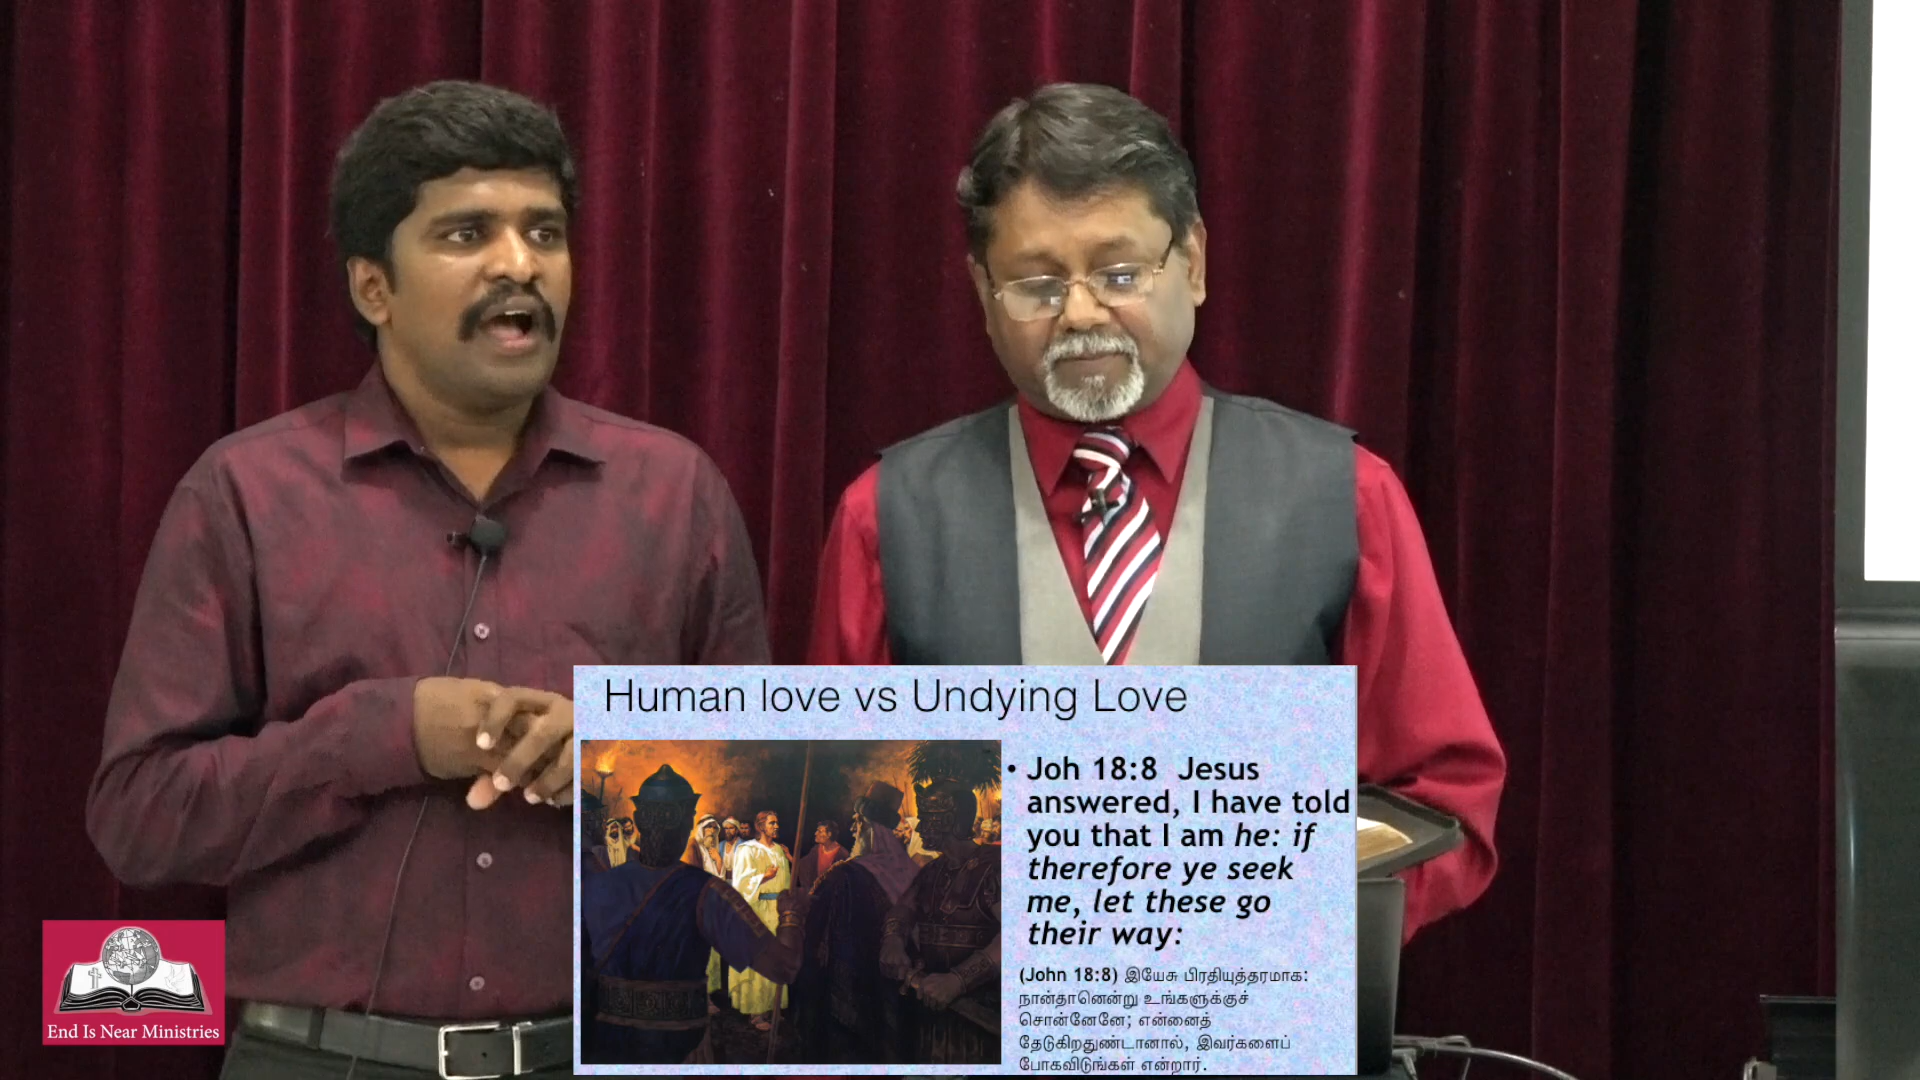 Human love vs Undying Love
• Joh 18:8 Jesus
answered, I have told
you that I am he: if
therefore ye seek
me, let these go
their way:
(John 18:8) இயேசு பிரதியுத்தரமாக:
நான்தானென்று உங்களுக்குச்
சொன்னேனே; என்னைத்
தேடுகிறதுண்டானால், இவர்களைப்
போகவிடுங்கள் என்றார்.
End Is Near Ministries